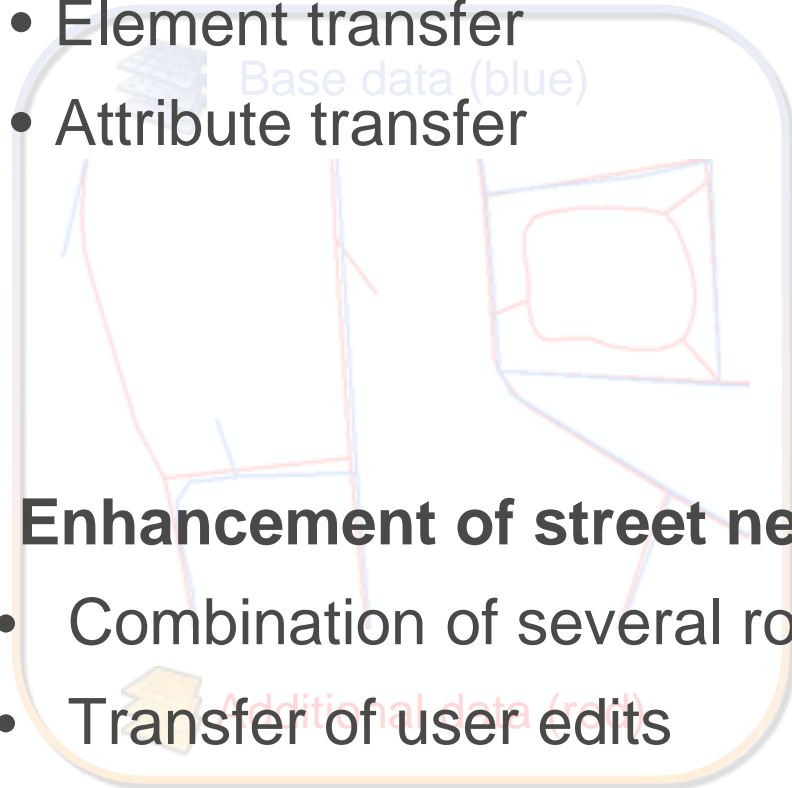 • Element transfer
Base data (blue)
• Attribute transfer
Enhancement of street ne
• Combination of several ro
• Transfer of user edits
Additional data (red)